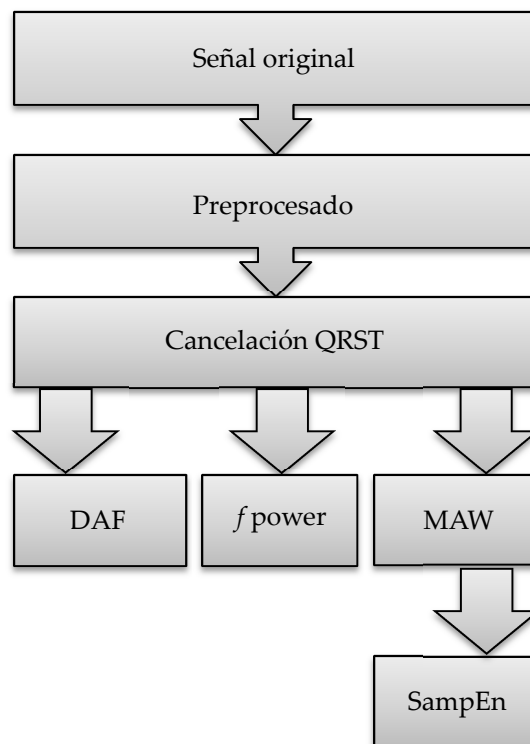 Señal original
Preprocesado
Cancelación QRST
DAF
f power
MAW
SampEn